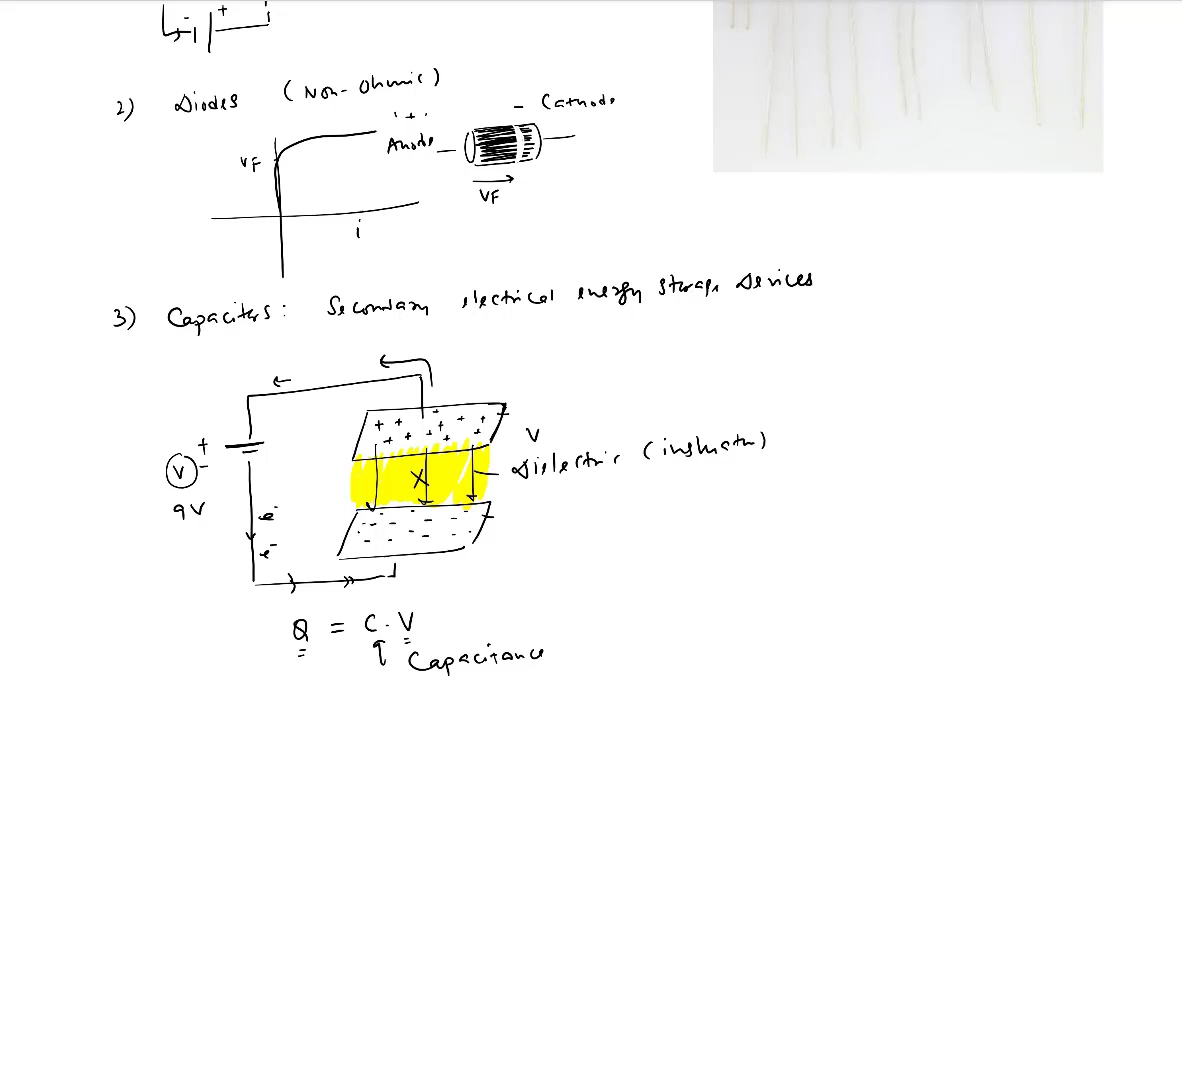 - + i
2) Diodes (Non-Ohmic)
- Cathode
+
Anode
VF
VF
i
3) Capacitors: Secondary electrical energy storage Devices
+ + + + + + + + + +
V
+
V
-
Dielectric (insulator)
X
9V
e-
e-
Q = C.V
Capacitance